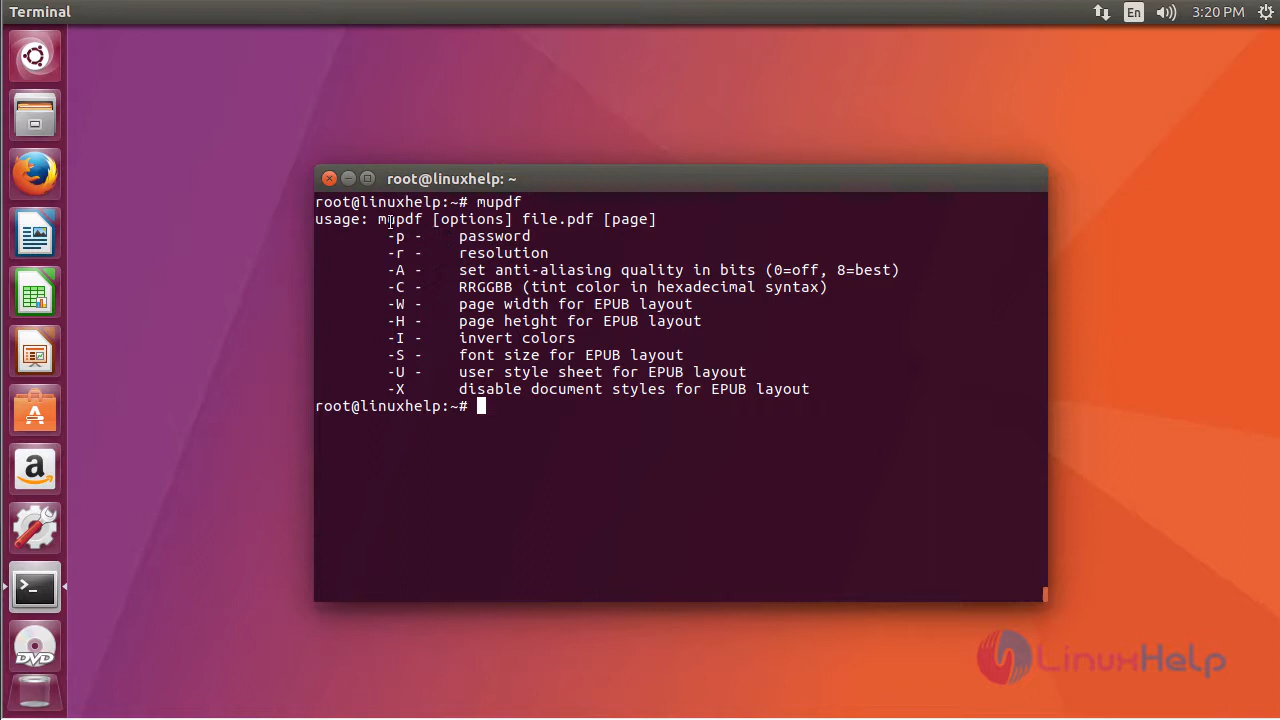 Terminal
En
3:20 PM
root@linuxhelp: ~
root@linuxhelp:~# mupdf
usage: mupdf [options] file.pdf [page]
-p - password
-r - resolution
-A - set anti-aliasing quality in bits (0=off, 8=best)
-C - RRGGBB (tint color in hexadecimal syntax)
-W - page width for EPUB layout
-H - page height for EPUB layout
-I - invert colors
-S - font size for EPUB layout
-U - user style sheet for EPUB layout
-X disable document styles for EPUB layout
root@linuxhelp:~#
>_
DVD
LinuxHelp